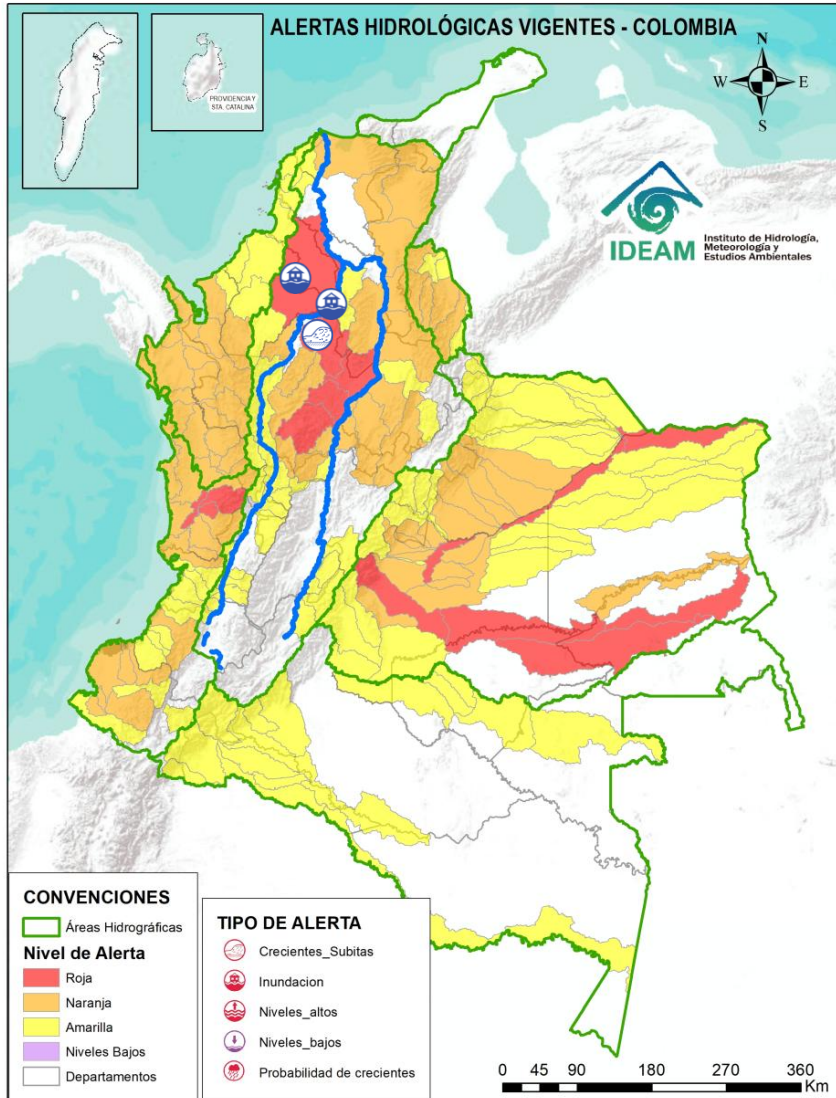 ALERTAS HIDROLÓGICAS VIGENTES - COLOMBIA
PROVIDENCIA Y
STA. CATALINA
N
W
E
S
IDEAM
Instituto de Hidrología,
Meteorología y
Estudios Ambientales
CONVENCIONES
Áreas Hidrográficas
Nivel de Alerta
Roja
Naranja
Amarilla
Niveles Bajos
Departamentos
TIPO DE ALERTA
Crecientes_Subitas
Inundacion
Niveles_altos
Niveles_bajos
Probabilidad de crecientes
0 45 90 180 270 360
Km